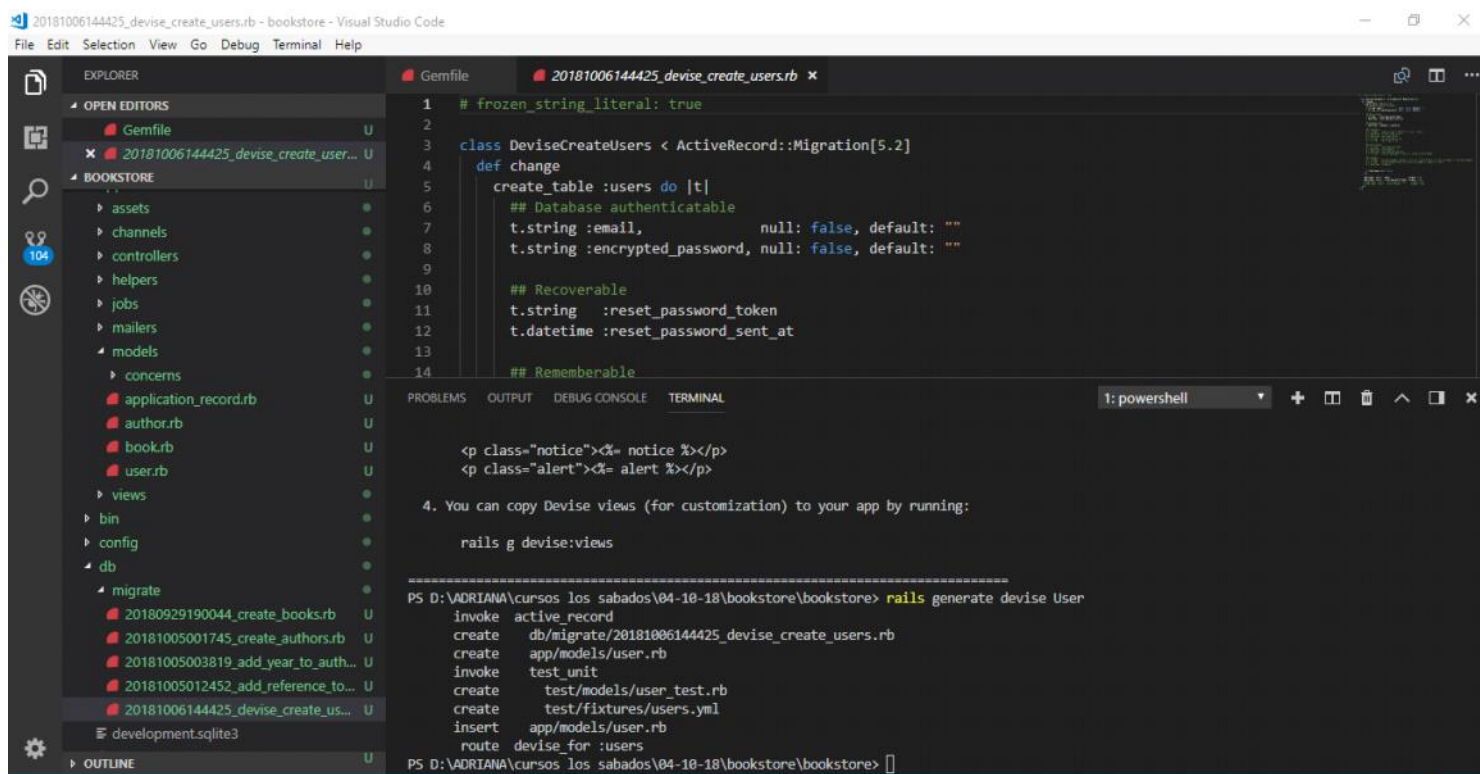 20181006144425_devise_create_users.rb - bookstore - Visual Studio Code
File Edit Selection View Go Debug Terminal Help
EXPLORER
OPEN EDITORS
Gemfile U
20181006144425_devise_create_user... U
BOOKSTORE
U
assets
channels
controllers
helpers
jobs
mailers
models
concerns
application_record.rb U
author.rb U
book.rb U
user.rb U
views
bin
config
db
migrate
20180929190044_create_books.rb U
20181005001745_create_authors.rb U
20181005003819_add_year_to_auth... U
20181005012452_add_reference_to... U
20181006144425_devise_create_us... U
development.sqlite3
OUTLINE U
104
Gemfile
20181006144425_devise_create_users.rb ×
1 # frozen_string_literal: true
2
3 class DeviseCreateUsers < ActiveRecord::Migration[5.2]
4 def change
5 create_table :users do |t|
6 ## Database authenticatable
7 t.string :email, null: false, default: ""
8 t.string :encrypted_password, null: false, default: ""
9
10 ## Recoverable
11 t.string :reset_password_token
12 t.datetime :reset_password_sent_at
13
14 ## Rememberable
PROBLEMS OUTPUT DEBUG CONSOLE TERMINAL 1: powershell
<p class="notice"><%= notice %></p>
<p class="alert"><%= alert %></p>
4. You can copy Devise views (for customization) to your app by running:
rails g devise:views
===============================================================================
PS D:\ADRIANA\cursos los sabados\04-10-18\bookstore\bookstore> rails generate devise User
invoke active_record
create db/migrate/20181006144425_devise_create_users.rb
create app/models/user.rb
invoke test_unit
create test/models/user_test.rb
create test/fixtures/users.yml
insert app/models/user.rb
route devise_for :users
PS D:\ADRIANA\cursos los sabados\04-10-18\bookstore\bookstore>